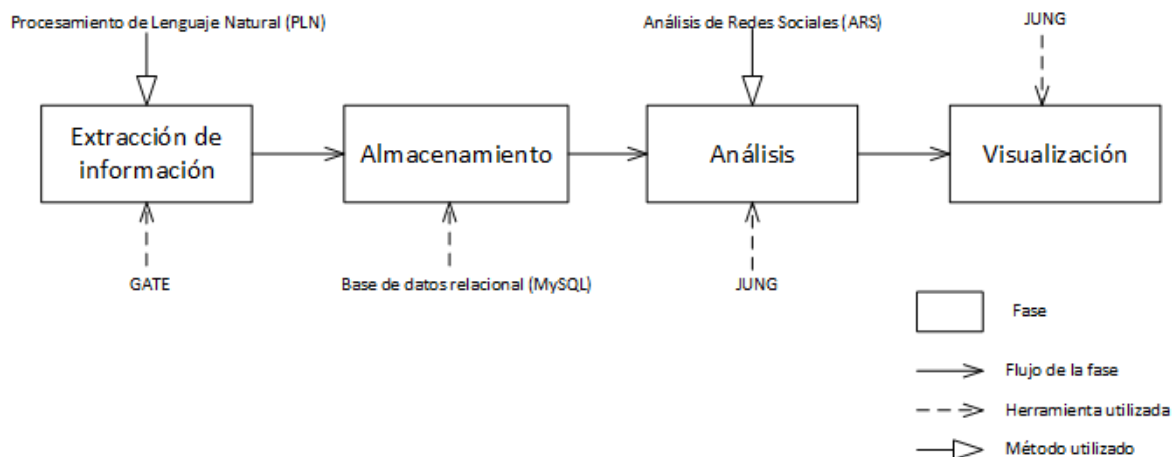 Procesamiento de Lenguaje Natural (PLN)
Análisis de Redes Sociales (ARS)
JUNG
Extracción de
información
Almacenamiento
Análisis
Visualización
GATE
Base de datos relacional (MySQL)
JUNG
Fase
Flujo de la fase
Herramienta utilizada
Método utilizado